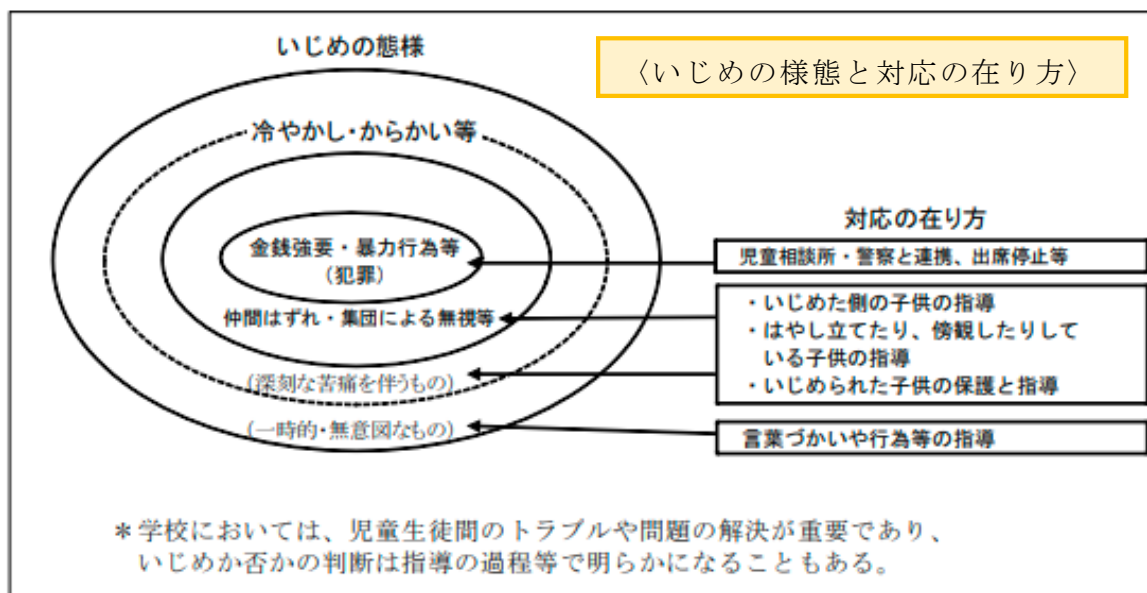 いじめの態様
〈いじめの様態と対応の在り方〉
冷やかし・からかい等
金銭強要・暴力行為等
(犯罪)
仲間はずれ・集団による無視等
(深刻な苦痛を伴うもの)
(一時的・無意図なもの)
対応の在り方
児童相談所・警察と連携、出席停止等
・いじめた側の子供の指導
・はやし立てたり、傍観したりして
いる子供の指導
・いじめられた子供の保護と指導
言葉づかいや行為等の指導
＊学校においては、児童生徒間のトラブルや問題の解決が重要であり、
いじめか否かの判断は指導の過程等で明らかになることもある。